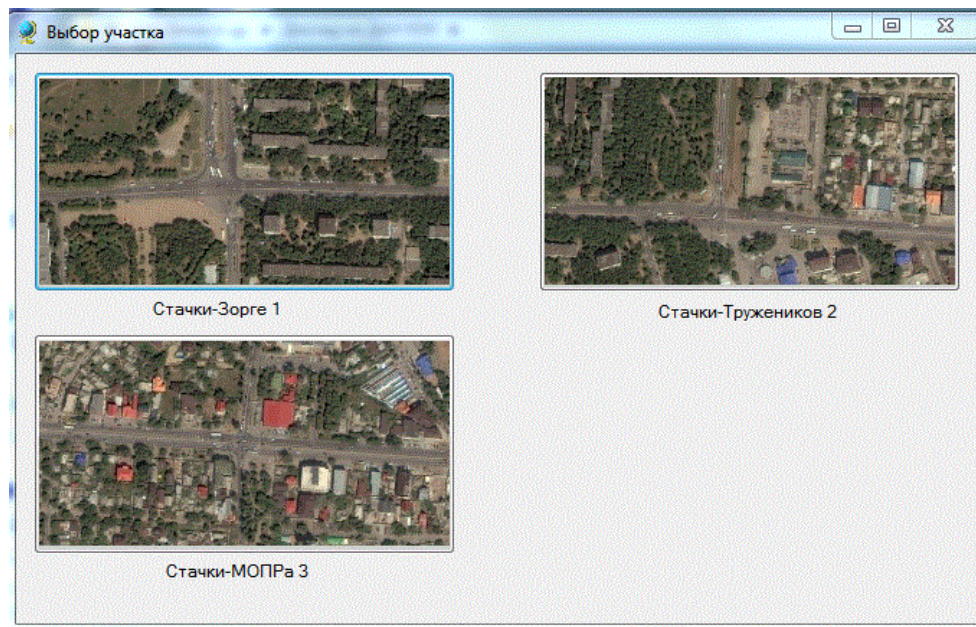 Выбор участка
Стачки-Зорге 1
Стачки-Тружеников 2
Стачки-МОПРа 3